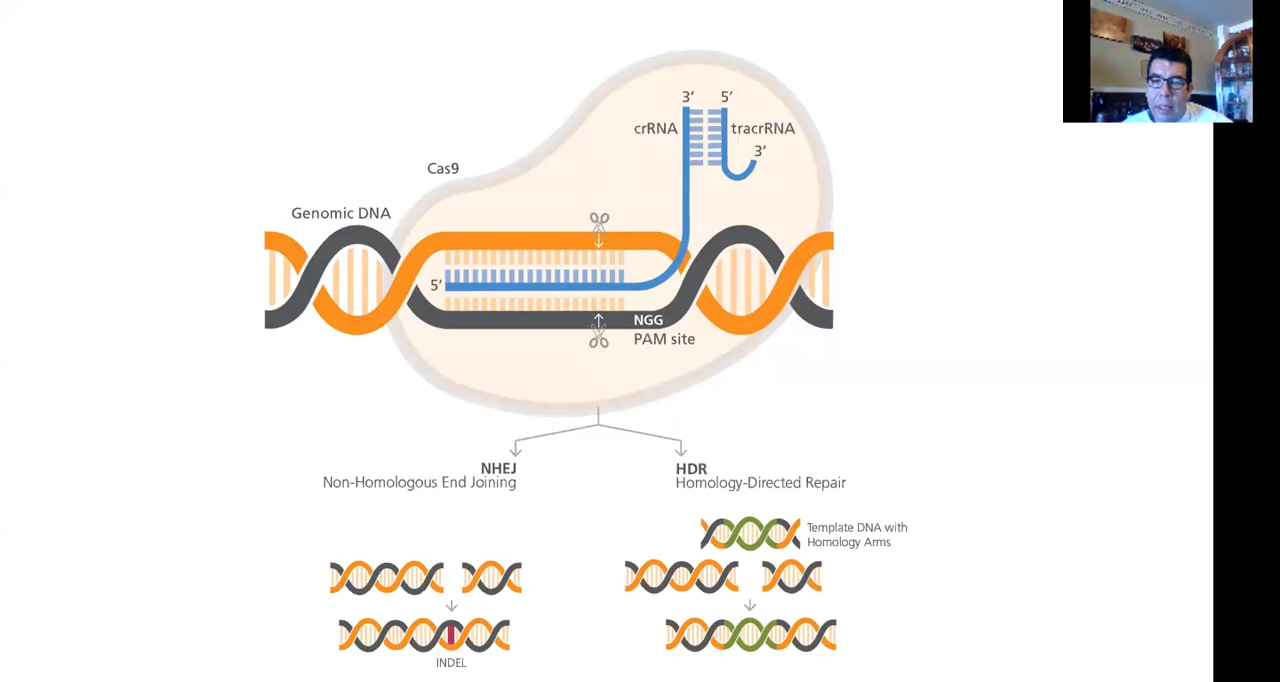 3’ 5’
crRNA tracrRNA
3’
Cas9
Genomic DNA
5’
NGG
PAM site
NHEJ
Non-Homologous End Joining
HDR
Homology-Directed Repair
Template DNA with
Homology Arms
INDEL